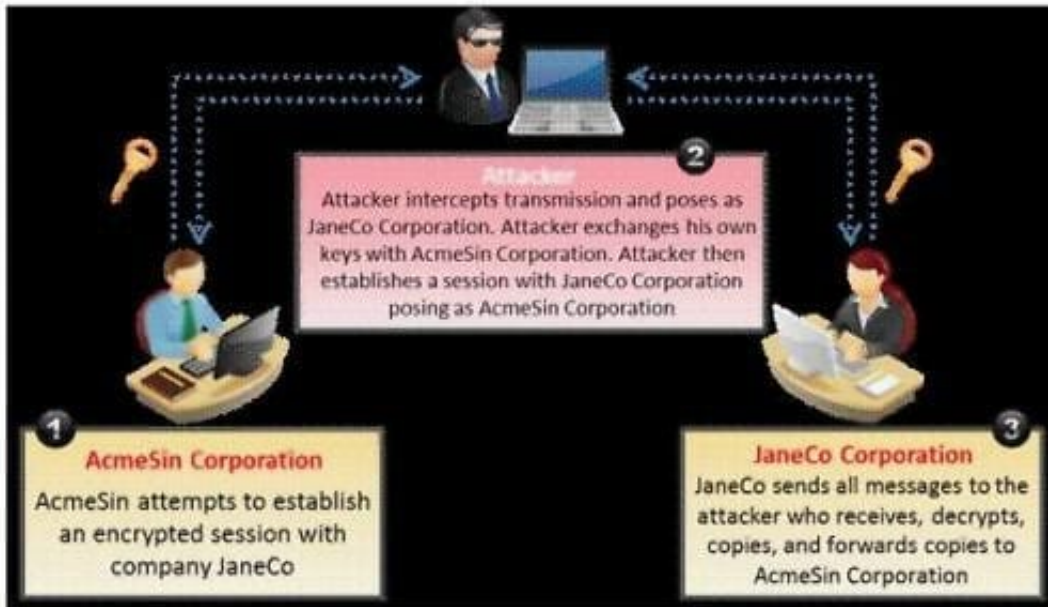 2
Attacker
Attacker intercepts transmission and poses as
JaneCo Corporation. Attacker exchanges his own
keys with AcmeSin Corporation. Attacker then
establishes a session with JaneCo Corporation
posing as AcmeSin Corporation
1
AcmeSin Corporation
AcmeSin attempts to establish
an encrypted session with
company JaneCo
3
JaneCo Corporation
JaneCo sends all messages to the
attacker who receives, decrypts,
copies, and forwards copies to
AcmeSin Corporation